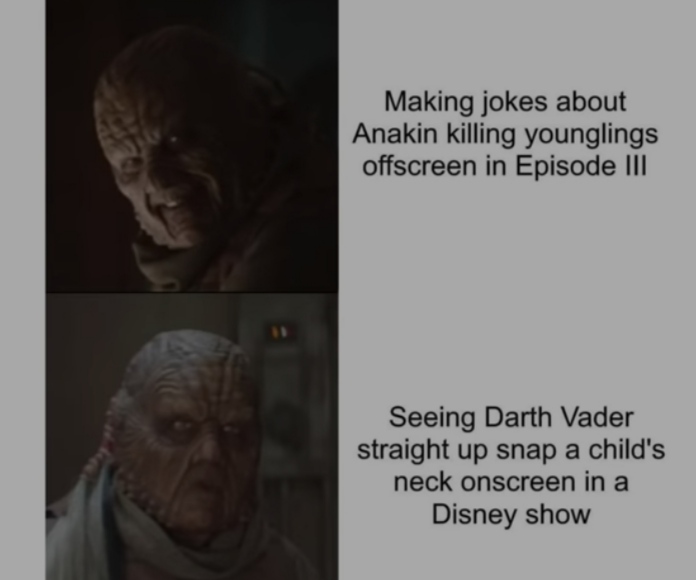 Making jokes about
Anakin killing younglings
offscreen in Episode III
Seeing Darth Vader
straight up snap a child's
neck onscreen in a
Disney show